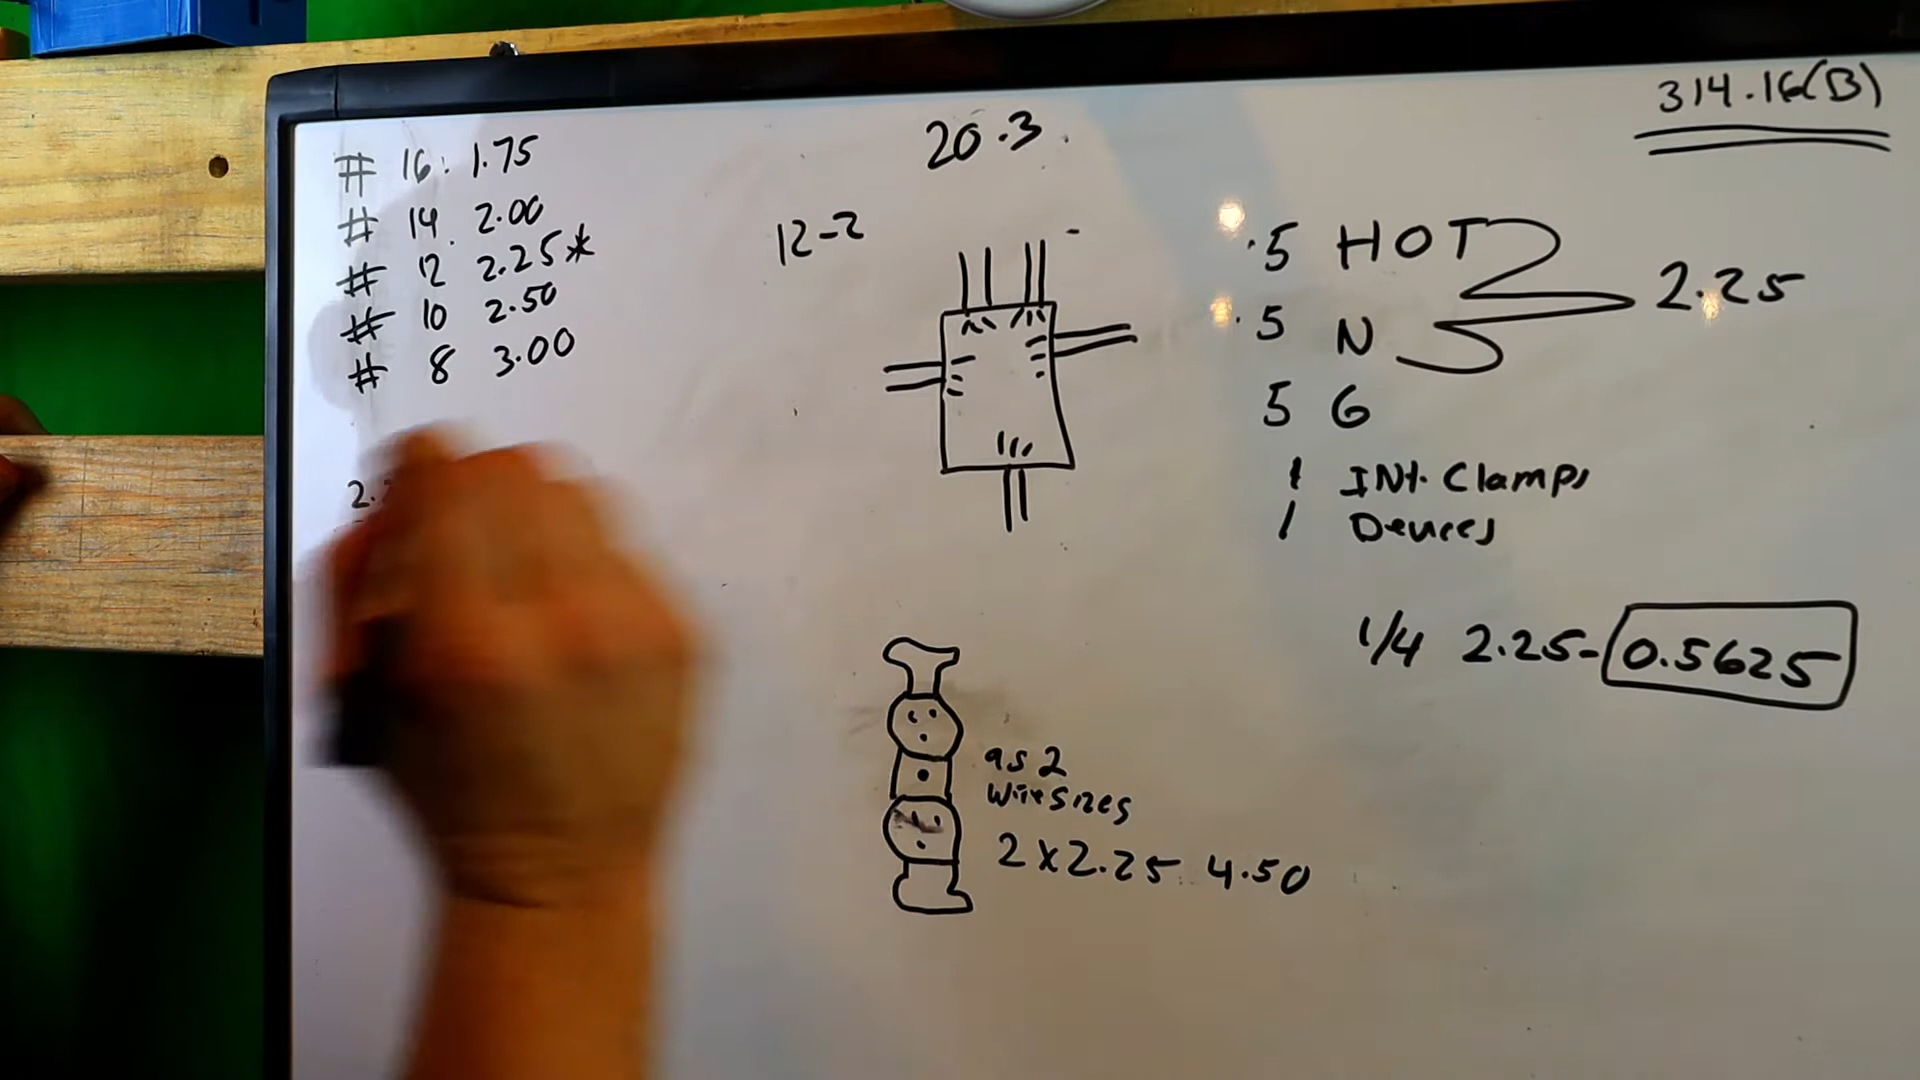 314.16(B)
# 16: 1.75
# 14 2.00
# 12 2.25*
# 10 2.50
# 8 3.00
20.3
12-2
5 HOT
5 N
2.25
5 G
1 INt. Clamps
1 Devices
1/4 2.25-0.5625
as 2
2 x 2.25 4.50